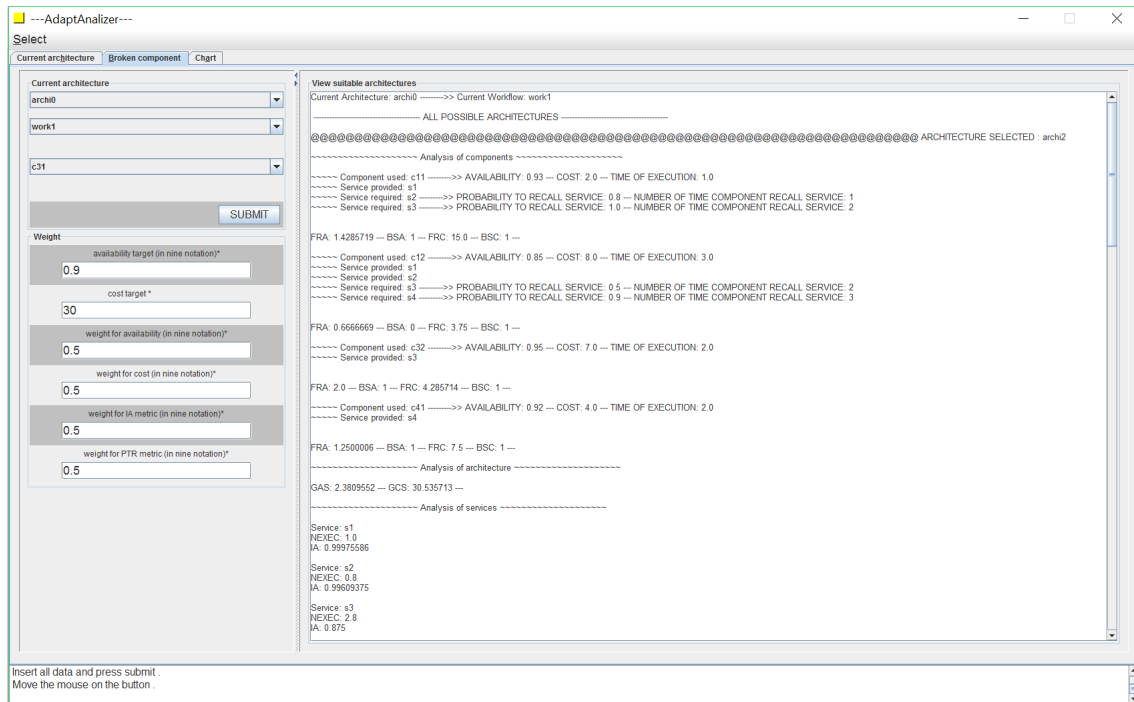 ---AdaptAnalizer---
Select
Current architecture Broken component Chart
Current architecture
archi0
work1
c31
SUBMIT
Weight
availability target (in nine notation)*
0.9
cost target *
30
weight for availability (in nine notation)*
0.5
weight for cost (in nine notation)*
0.5
weight for IA metric (in nine notation)*
0.5
weight for PTR metric (in nine notation)*
0.5
View suitable architectures
Current Architecture: archi0 --------->> Current Workflow: work1
---------------------------------------- ALL POSSIBLE ARCHITECTURES ----------------------------------------
@@@@@@@@@@@@@@@@@@@@@@@@@@@@@@@@@@@@@@@@@@@@@@@@@@@@@@@@@ ARCHITECTURE SELECTED : archi2
~~~~~~~~~~~~~~~~~~~~ Analysis of components ~~~~~~~~~~~~~~~~~~~~
~~~~~ Component used: c11 --------->> AVAILABILITY: 0.93 --- COST: 2.0 --- TIME OF EXECUTION: 1.0
~~~~~ Service provided: s1
~~~~~ Service required: s2 --------->> PROBABILITY TO RECALL SERVICE: 0.8 --- NUMBER OF TIME COMPONENT RECALL SERVICE: 1
~~~~~ Service required: s3 --------->> PROBABILITY TO RECALL SERVICE: 1.0 --- NUMBER OF TIME COMPONENT RECALL SERVICE: 2
FRA: 1.4285719 --- BSA: 1 --- FRC: 15.0 --- BSC: 1 ---
~~~~~ Component used: c12 --------->> AVAILABILITY: 0.85 --- COST: 8.0 --- TIME OF EXECUTION: 3.0
~~~~~ Service provided: s1
~~~~~ Service provided: s2
~~~~~ Service required: s3 --------->> PROBABILITY TO RECALL SERVICE: 0.5 --- NUMBER OF TIME COMPONENT RECALL SERVICE: 2
~~~~~ Service required: s4 --------->> PROBABILITY TO RECALL SERVICE: 0.9 --- NUMBER OF TIME COMPONENT RECALL SERVICE: 3
FRA: 0.6666669 --- BSA: 0 --- FRC: 3.75 --- BSC: 1 ---
~~~~~ Component used: c32 --------->> AVAILABILITY: 0.95 --- COST: 7.0 --- TIME OF EXECUTION: 2.0
~~~~~ Service provided: s3
FRA: 2.0 --- BSA: 1 --- FRC: 4.285714 --- BSC: 1 ---
~~~~~ Component used: c41 --------->> AVAILABILITY: 0.92 --- COST: 4.0 --- TIME OF EXECUTION: 2.0
~~~~~ Service provided: s4
FRA: 1.2500006 --- BSA: 1 --- FRC: 7.5 --- BSC: 1 ---
~~~~~~~~~~~~~~~~~~~~ Analysis of architecture ~~~~~~~~~~~~~~~~~~~~
GAS: 2.3809552 --- GCS: 30.535713 ---
~~~~~~~~~~~~~~~~~~~~ Analysis of services ~~~~~~~~~~~~~~~~~~~~
Service: s1
NEXEC: 1.0
IA: 0.99975586
Service: s2
NEXEC: 0.8
IA: 0.99609375
Service: s3
NEXEC: 2.8
IA: 0.875
Insert all data and press submit .
Move the mouse on the button .